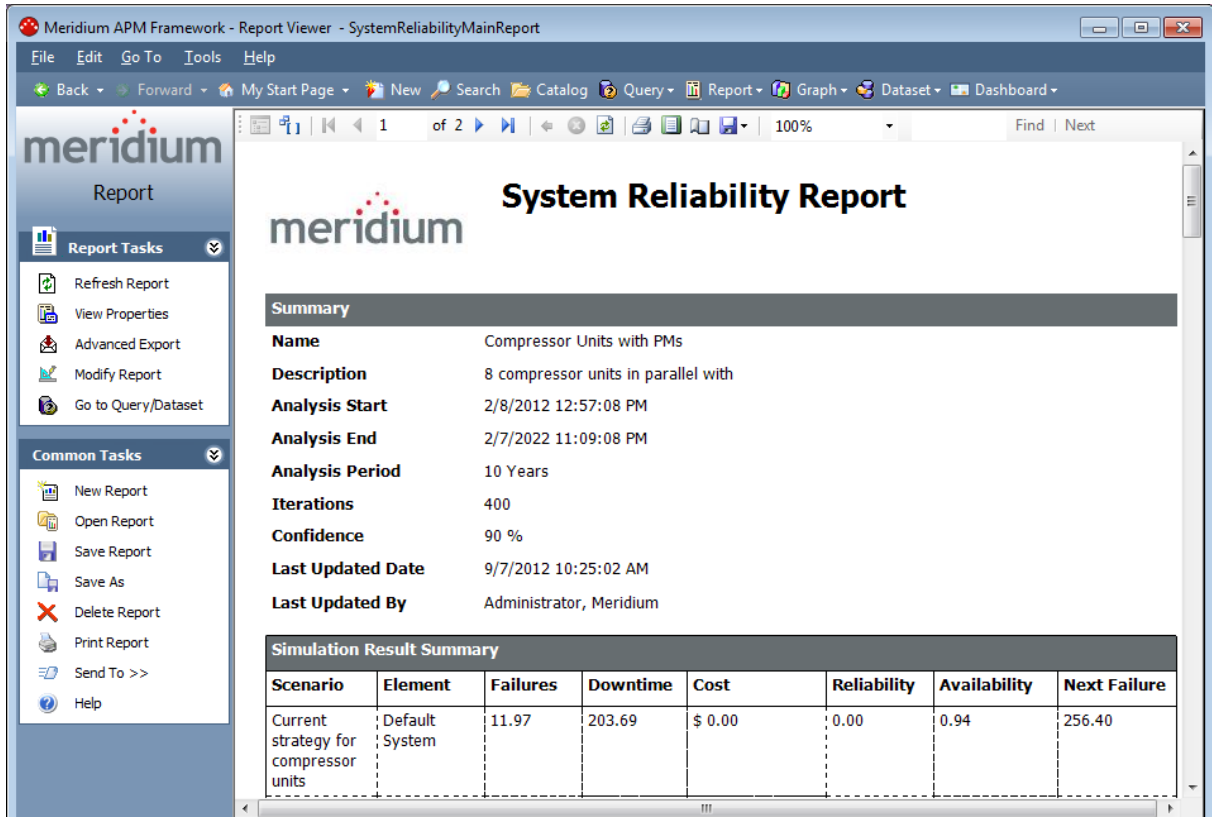 Meridium APM Framework - Report Viewer - SystemReliabilityMainReport
File Edit Go To Tools Help
Back Forward My Start Page New Search Catalog Query Report Graph Dataset Dashboard
1 of 2 100% Find | Next
meridium
Report
Report Tasks
Refresh Report
View Properties
Advanced Export
Modify Report
Go to Query/Dataset
Common Tasks
New Report
Open Report
Save Report
Save As
Delete Report
Print Report
Send To >>
Help
meridium
System Reliability Report
Summary
Name Compressor Units with PMs
Description 8 compressor units in parallel with
Analysis Start 2/8/2012 12:57:08 PM
Analysis End 2/7/2022 11:09:08 PM
Analysis Period 10 Years
Iterations 400
Confidence 90 %
Last Updated Date 9/7/2012 10:25:02 AM
Last Updated By Administrator, Meridium
Simulation Result Summary
Scenario Element Failures Downtime Cost Reliability Availability Next Failure
Current Default 11.97 203.69 $ 0.00 0.00 0.94 256.40
strategy for System
compressor
units